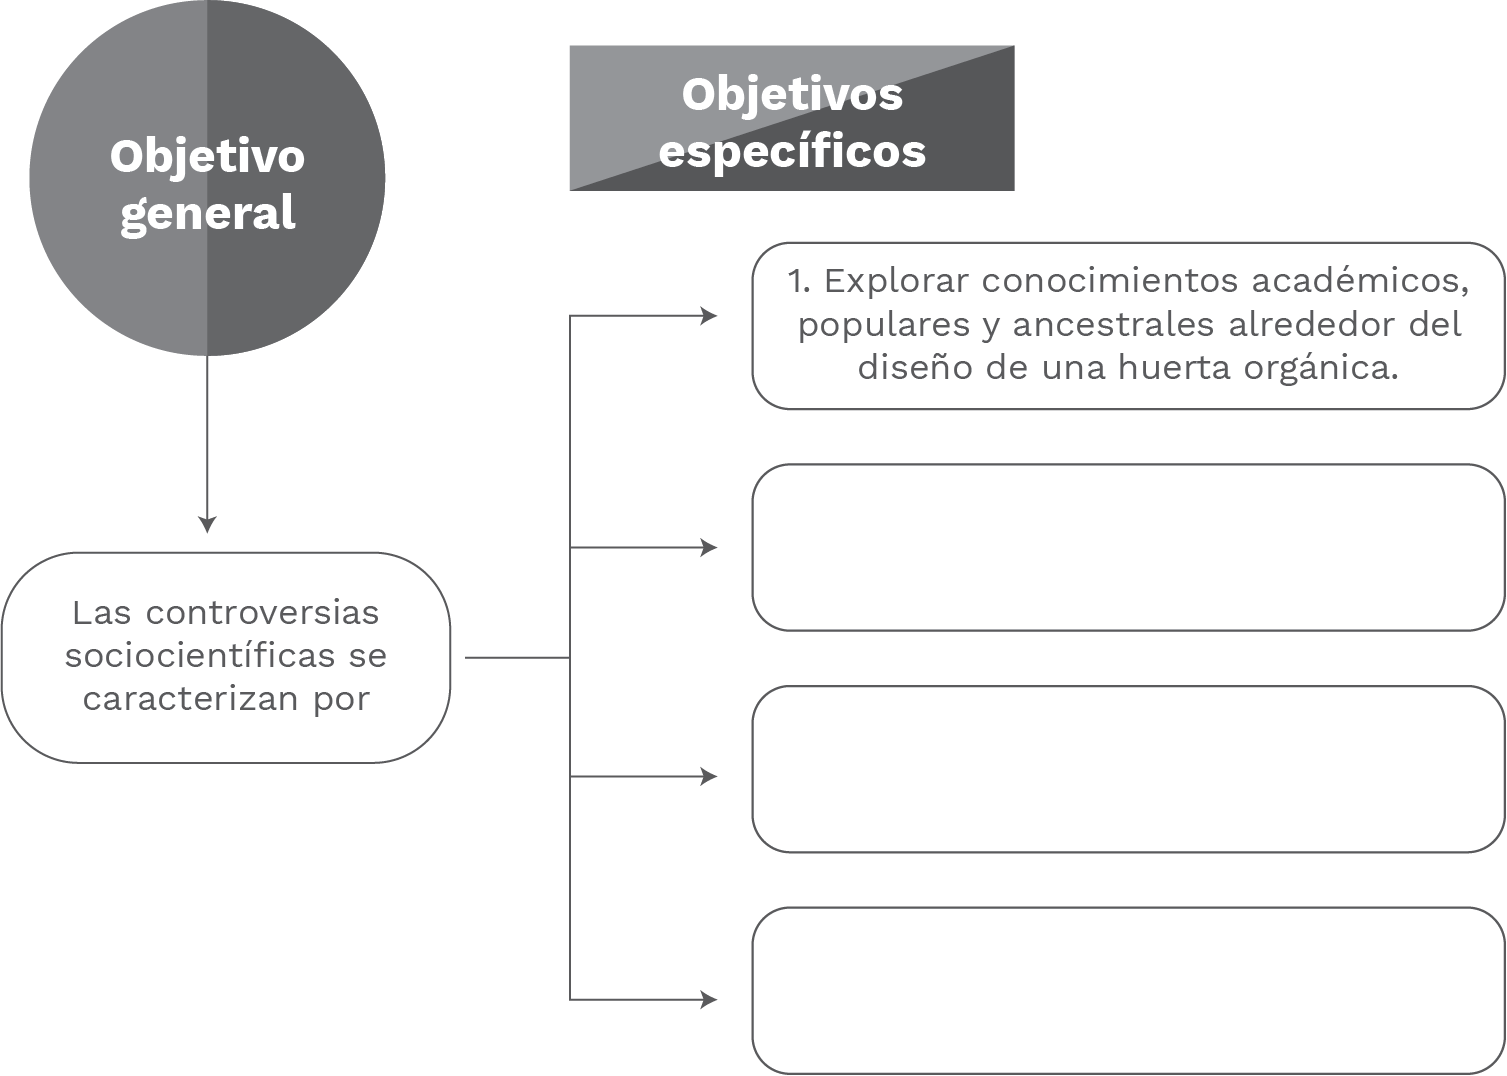 Objetivo
general
Objetivos
específicos
1. Explorar conocimientos académicos,
populares y ancestrales alrededor del
diseño de una huerta orgánica.
Las controversias
sociocientíficas se
caracterizan por